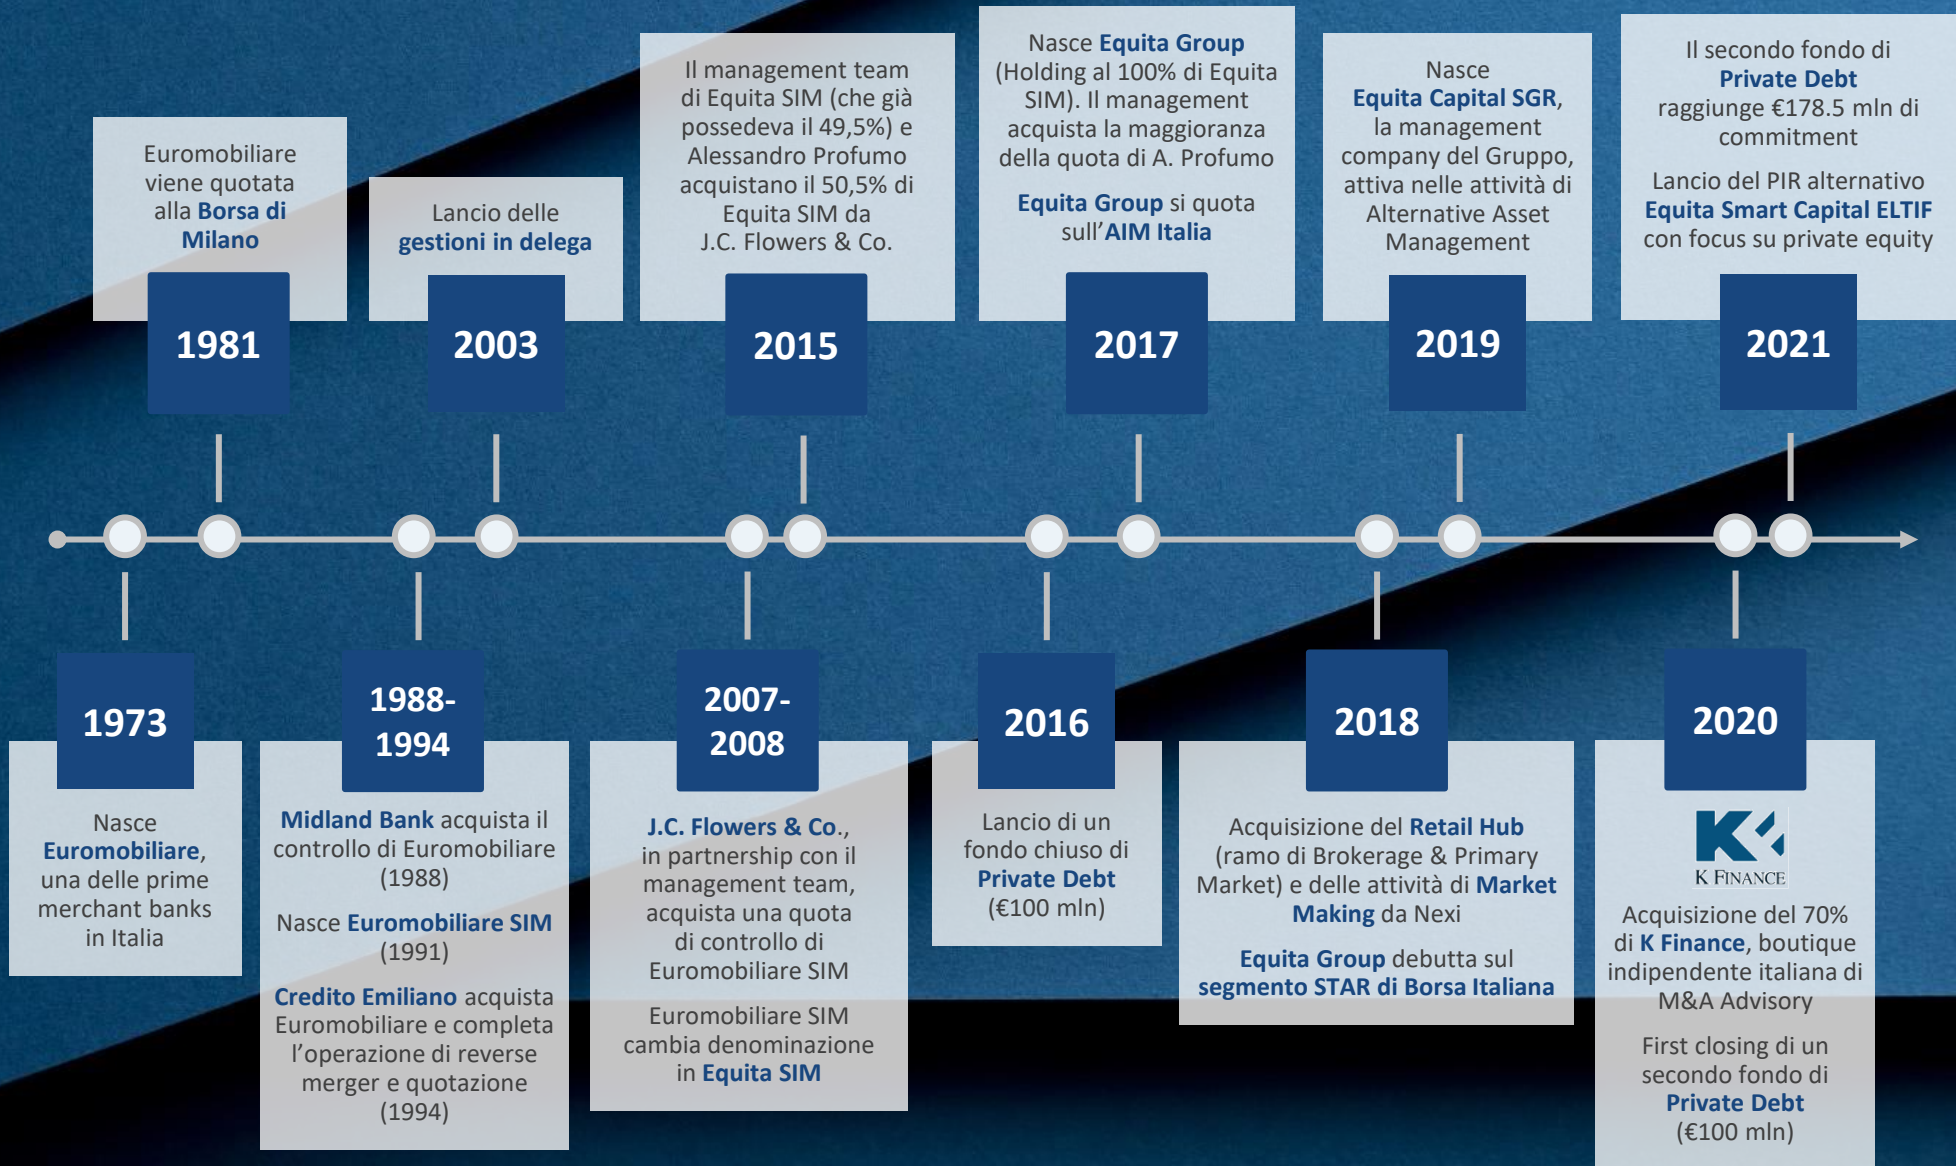 Euromobiliare
viene quotata
alla Borsa di
Milano
1981
Lancio delle
gestioni in delega
2003
Il management team
di Equita SIM (che già
possedeva il 49,5%) e
Alessandro Profumo
acquistano il 50,5% di
Equita SIM da
J.C. Flowers & Co.
2015
Nasce Equita Group
(Holding al 100% di Equita
SIM). Il management
acquista la maggioranza
della quota di A. Profumo
Equita Group si quota
sull’AIM Italia
2017
Nasce
Equita Capital SGR,
la management
company del Gruppo,
attiva nelle attività di
Alternative Asset
Management
2019
Il secondo fondo di
Private Debt
raggiunge €178.5 mln di
commitment
Lancio del PIR alternativo
Equita Smart Capital ELTIF
con focus su private equity
2021
1973
Nasce
Euromobiliare,
una delle prime
merchant banks
in Italia
1988-
1994
Midland Bank acquista il
controllo di Euromobiliare
(1988)
Nasce Euromobiliare SIM
(1991)
Credito Emiliano acquista
Euromobiliare e completa
l’operazione di reverse
merger e quotazione
(1994)
2007-
2008
J.C. Flowers & Co.,
in partnership con il
management team,
acquista una quota
di controllo di
Euromobiliare SIM
Euromobiliare SIM
cambia denominazione
in Equita SIM
2016
Lancio di un
fondo chiuso di
Private Debt
(€100 mln)
2018
Acquisizione del Retail Hub
(ramo di Brokerage & Primary
Market) e delle attività di Market
Making da Nexi
Equita Group debutta sul
segmento STAR di Borsa Italiana
2020
K FINANCE
Acquisizione del 70%
di K Finance, boutique
indipendente italiana di
M&A Advisory
First closing di un
secondo fondo di
Private Debt
(€100 mln)